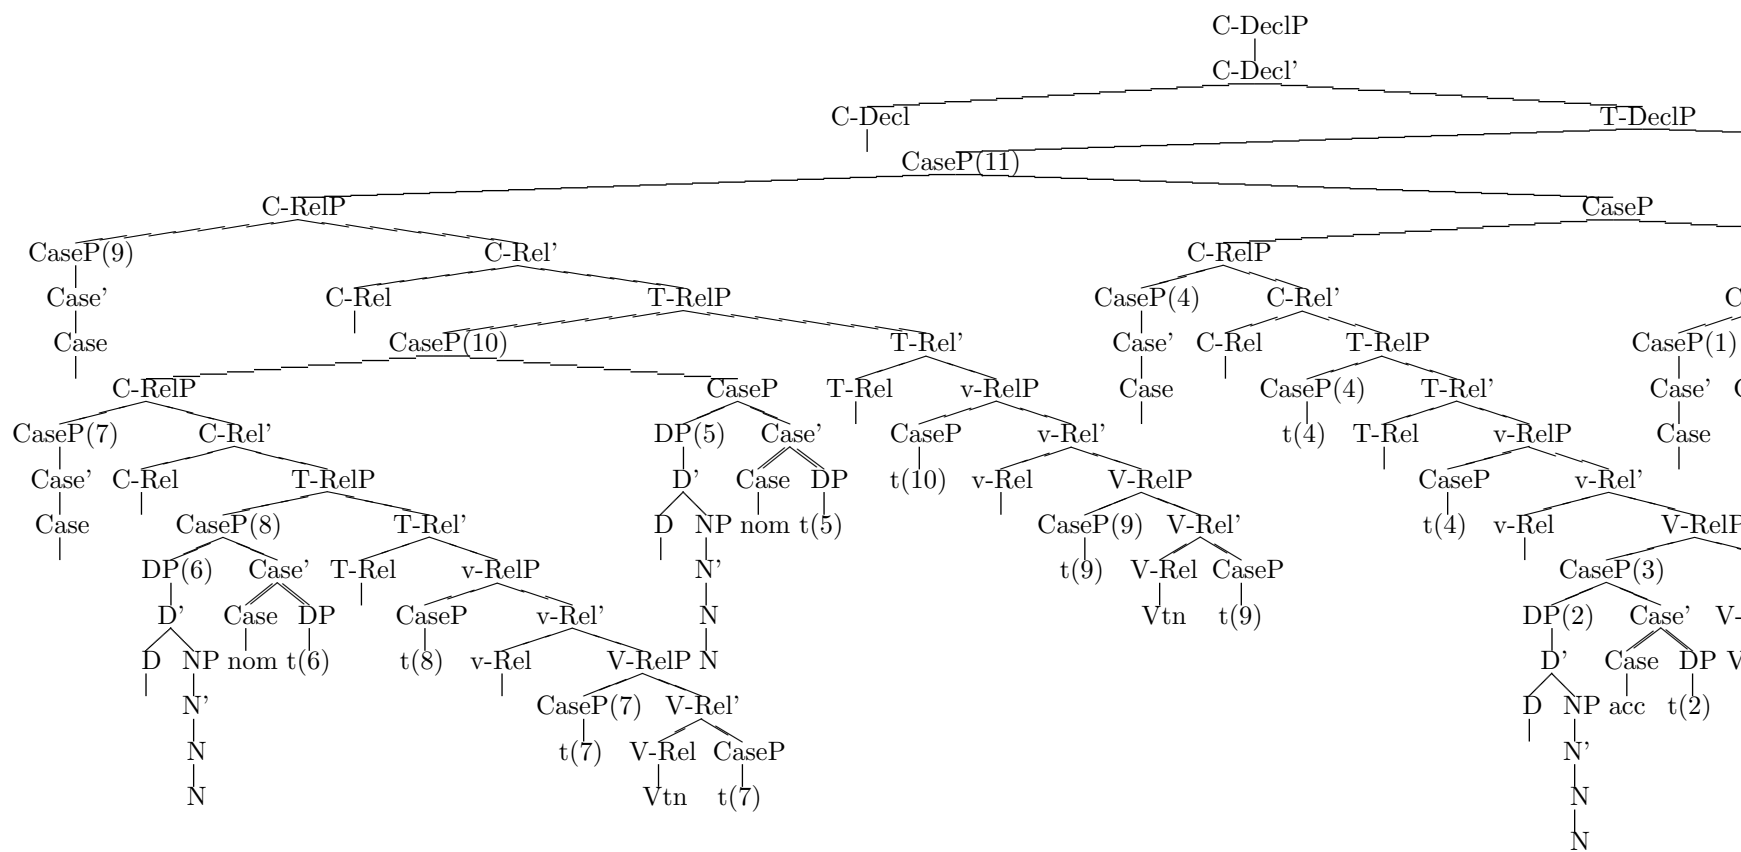 C-DeclP
C-Decl’
C-Decl T-DeclP
CaseP(11)
C-RelP CaseP
CaseP(9) C-Rel’ C-RelP
Case’ C-Rel T-RelP CaseP(4) C-Rel’ C
Case CaseP(10) T-Rel’ Case’ C-Rel T-RelP CaseP(1)
C-RelP CaseP T-Rel v-RelP Case CaseP(4) T-Rel’ Case’
CaseP(7) C-Rel’ DP(5) Case’ CaseP v-Rel’ t(4) T-Rel v-RelP Case
Case’ C-Rel T-RelP D’ Case DP t(10) v-Rel V-RelP CaseP v-Rel’
Case CaseP(8) T-Rel’ D NP nom t(5) CaseP(9) V-Rel’ t(4) v-Rel V-RelP
DP(6) Case’ T-Rel v-RelP N’ t(9) V-Rel CaseP CaseP(3)
D’ Case DP CaseP v-Rel’ N Vtn t(9) DP(2) Case’ V-
D NP nom t(6) t(8) v-Rel V-RelP N D’ Case DP V
N’ CaseP(7) V-Rel’ D NP acc t(2)
N t(7) V-Rel CaseP N’
N Vtn t(7) N
N